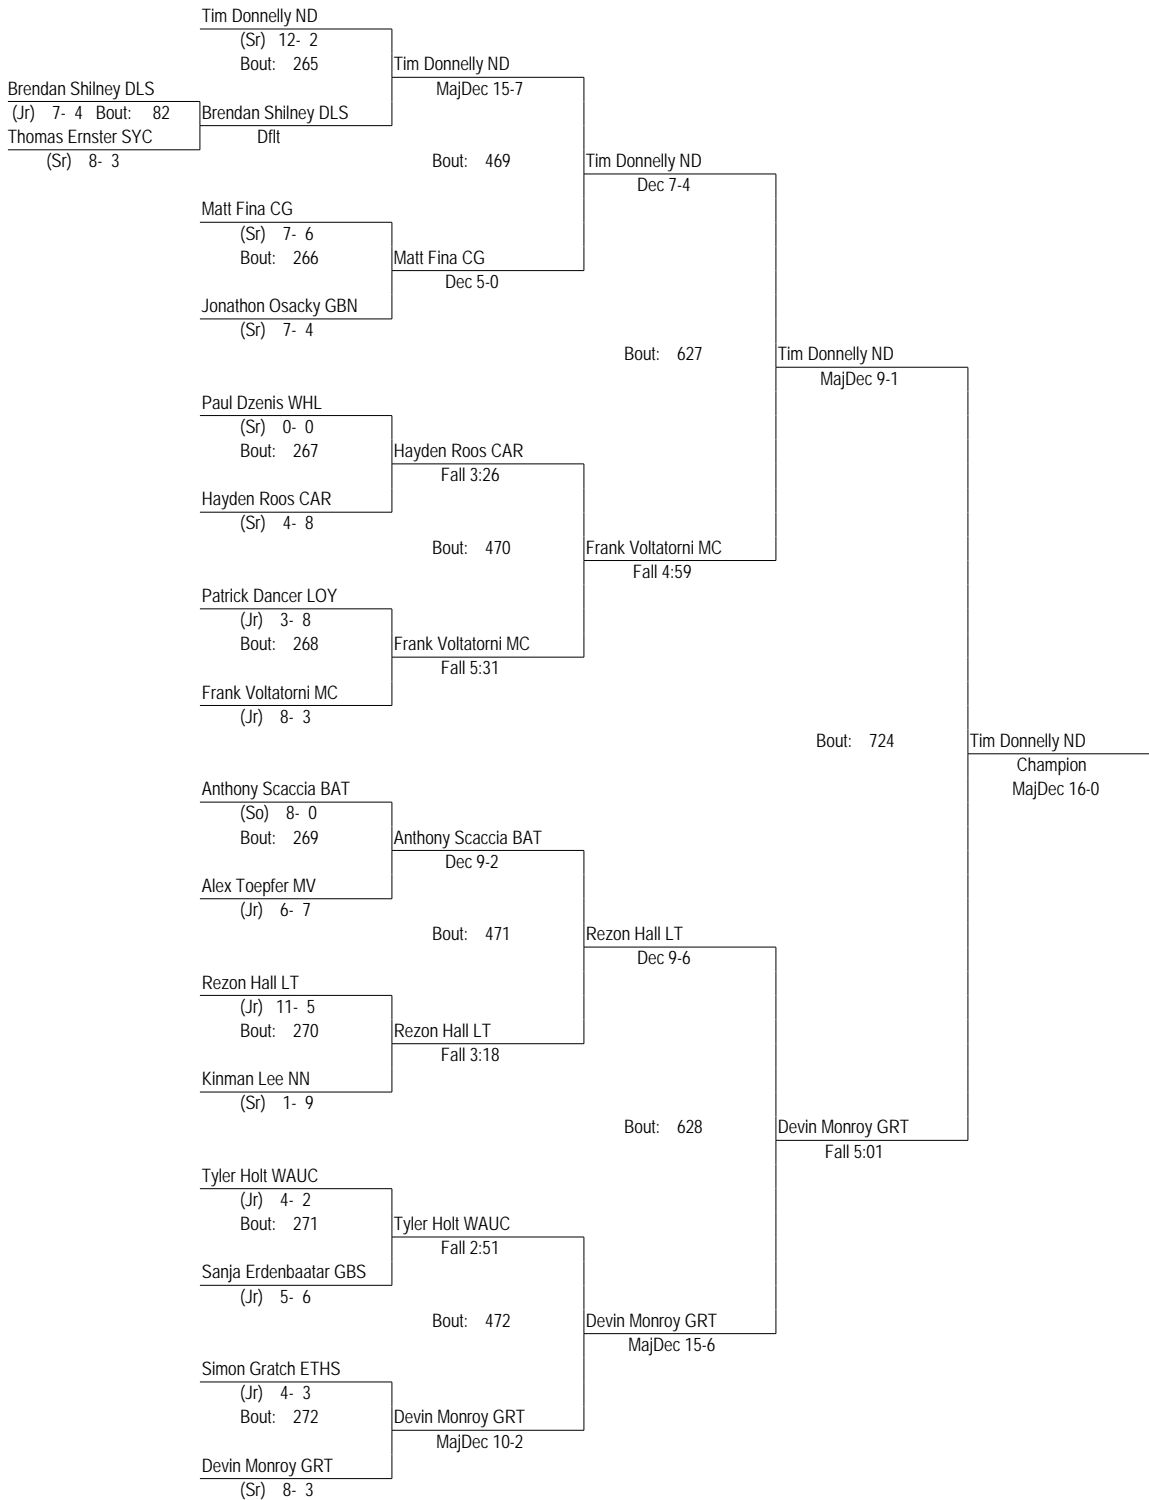 Tim Donnelly ND
(Sr) 12- 2
Bout: 265
Tim Donnelly ND
MajDec 15-7
Brendan Shilney DLS
(Jr) 7- 4 Bout: 82
Brendan Shilney DLS
Dflt
Thomas Ernster SYC
(Sr) 8- 3
Bout: 469
Tim Donnelly ND
Dec 7-4
Matt Fina CG
(Sr) 7- 6
Bout: 266
Matt Fina CG
Dec 5-0
Jonathon Osacky GBN
(Sr) 7- 4
Bout: 627
Tim Donnelly ND
MajDec 9-1
Paul Dzenis WHL
(Sr) 0- 0
Bout: 267
Hayden Roos CAR
Fall 3:26
Hayden Roos CAR
(Sr) 4- 8
Bout: 470
Frank Voltatorni MC
Fall 4:59
Patrick Dancer LOY
(Jr) 3- 8
Bout: 268
Frank Voltatorni MC
Fall 5:31
Frank Voltatorni MC
(Jr) 8- 3
Bout: 724
Tim Donnelly ND
Champion
MajDec 16-0
Anthony Scaccia BAT
(So) 8- 0
Bout: 269
Anthony Scaccia BAT
Dec 9-2
Alex Toepfer MV
(Jr) 6- 7
Bout: 471
Rezon Hall LT
Dec 9-6
Rezon Hall LT
(Jr) 11- 5
Bout: 270
Rezon Hall LT
Fall 3:18
Kinman Lee NN
(Sr) 1- 9
Bout: 628
Devin Monroy GRT
Fall 5:01
Tyler Holt WAUC
(Jr) 4- 2
Bout: 271
Tyler Holt WAUC
Fall 2:51
Sanja Erdenbaatar GBS
(Jr) 5- 6
Bout: 472
Devin Monroy GRT
MajDec 15-6
Simon Gratch ETHS
(Jr) 4- 3
Bout: 272
Devin Monroy GRT
MajDec 10-2
Devin Monroy GRT
(Sr) 8- 3